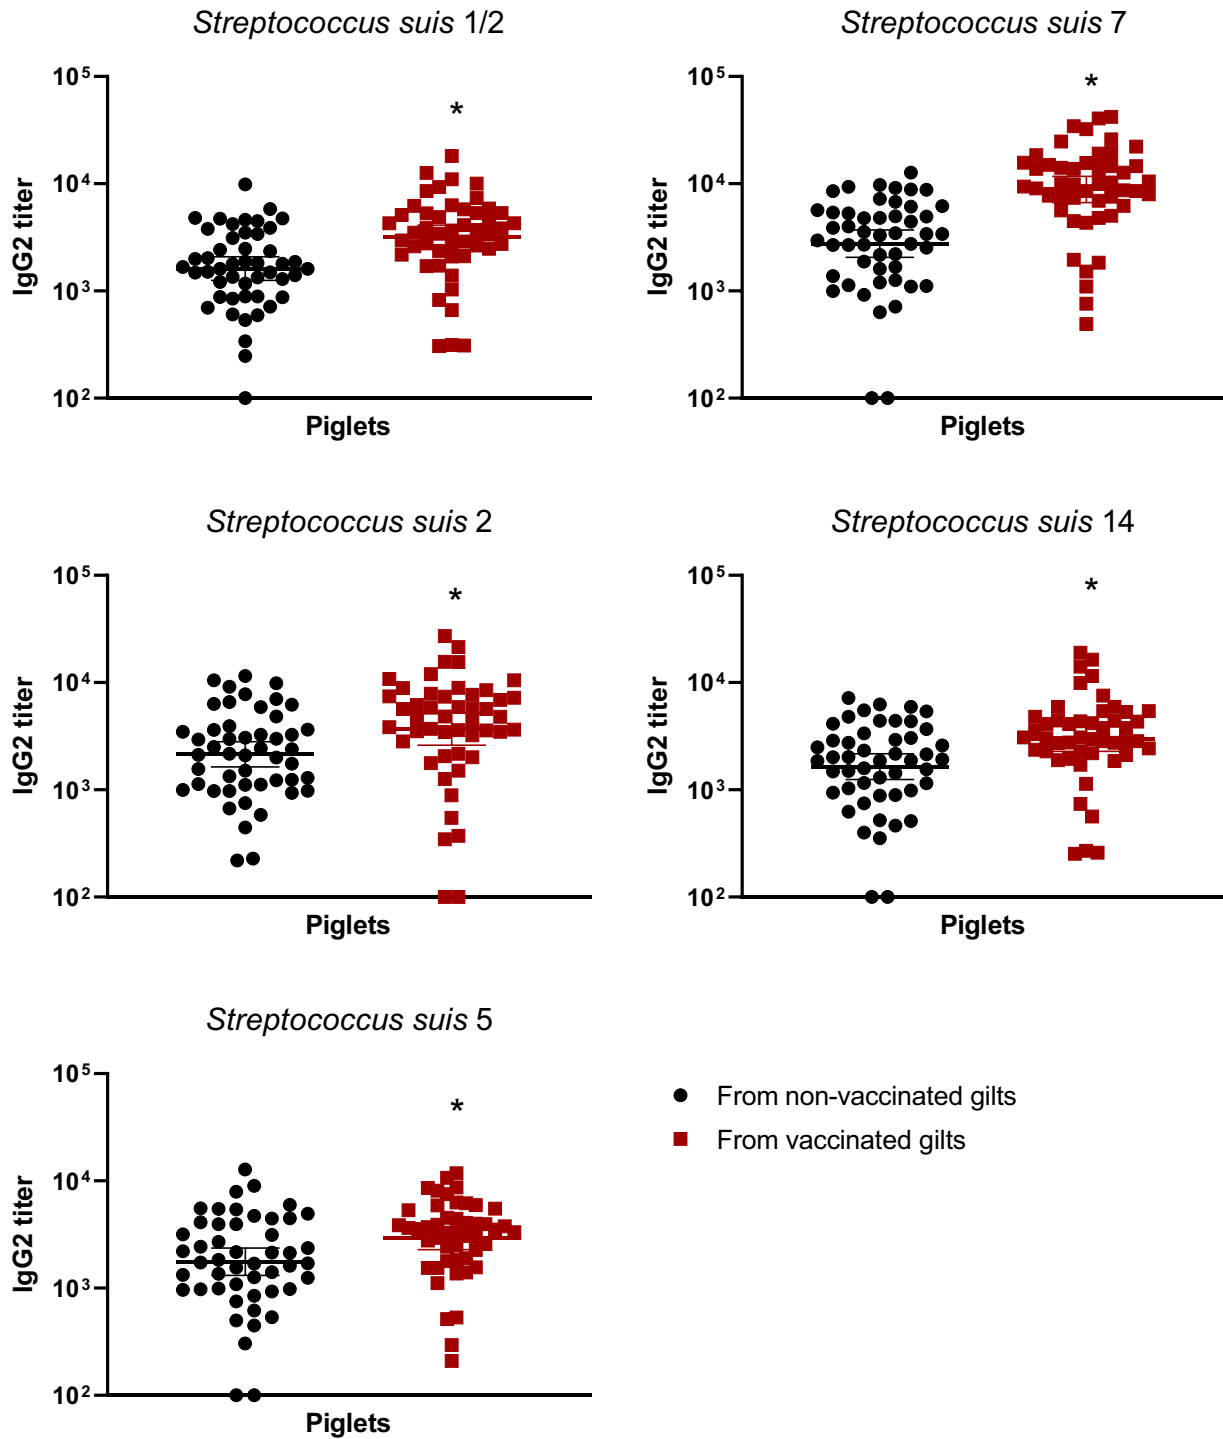 Streptococcus suis 1/2
10⁵
10⁴
10³
10²
IgG2 titer
*
Piglets
Streptococcus suis 7
10⁵
10⁴
10³
10²
IgG2 titer
*
Piglets
Streptococcus suis 2
10⁵
10⁴
10³
10²
IgG2 titer
*
Piglets
Streptococcus suis 14
10⁵
10⁴
10³
10²
IgG2 titer
*
Piglets
Streptococcus suis 5
10⁵
10⁴
10³
10²
IgG2 titer
*
Piglets
From non-vaccinated gilts
From vaccinated gilts